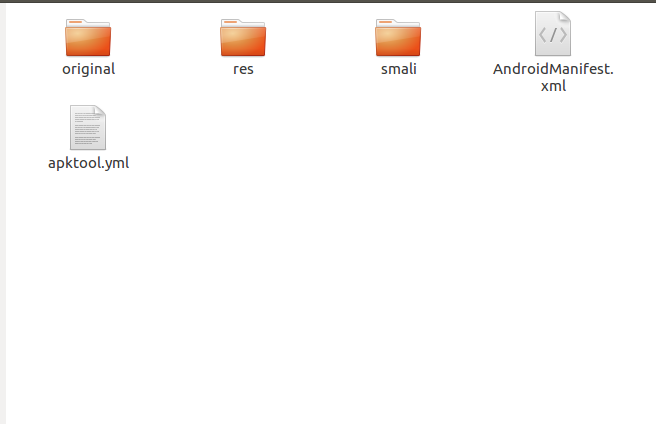 original
res
smali
AndroidManifest.
xml
apktool.yml